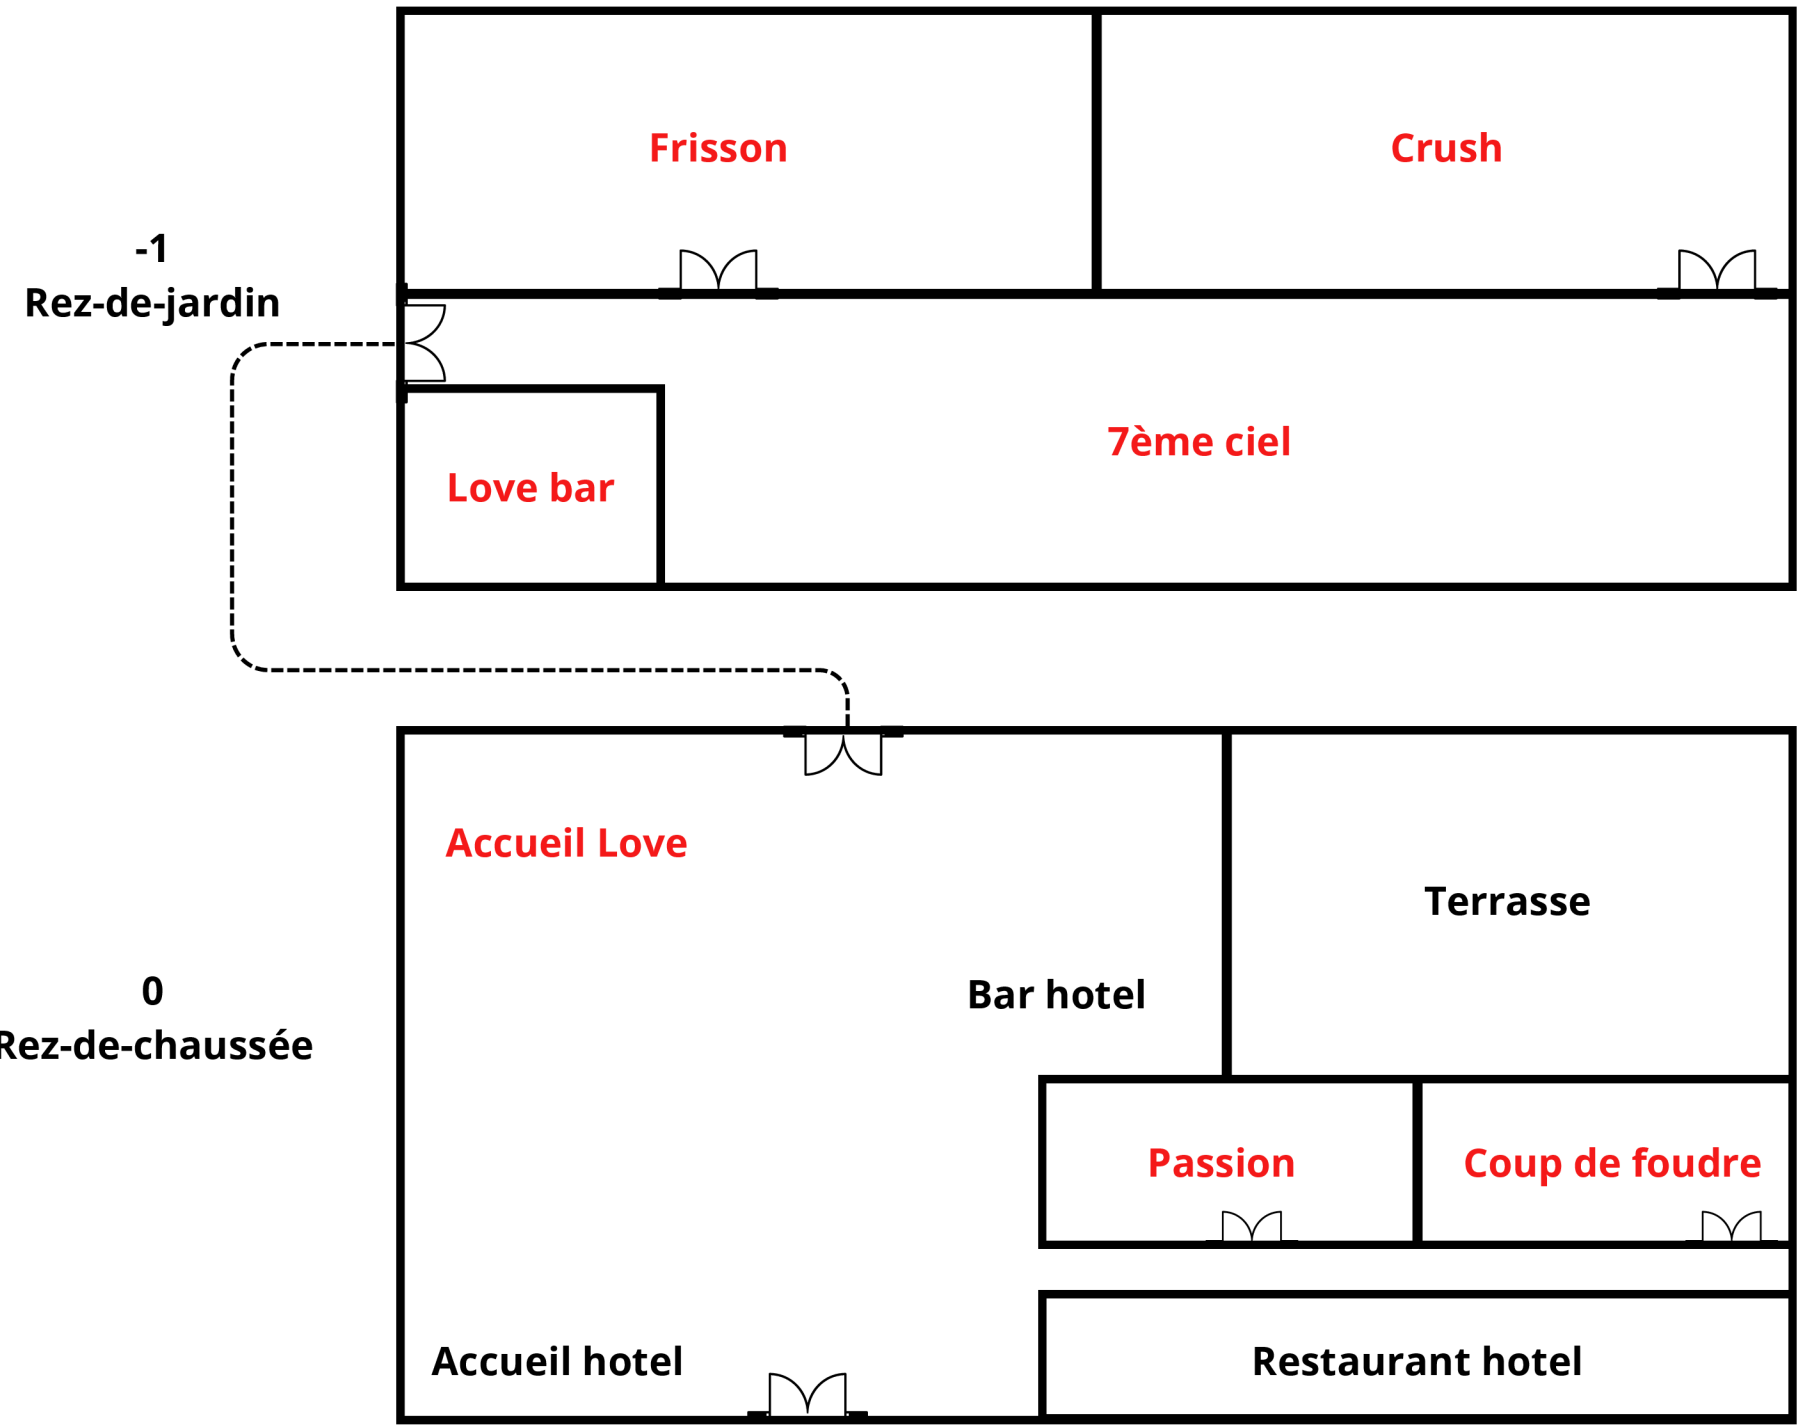 Frisson
Crush
-1
Rez-de-jardin
7ème ciel
Love bar
Accueil Love
Terrasse
Bar hotel
0
Rez-de-chaussée
Passion
Coup de foudre
Accueil hotel
Restaurant hotel